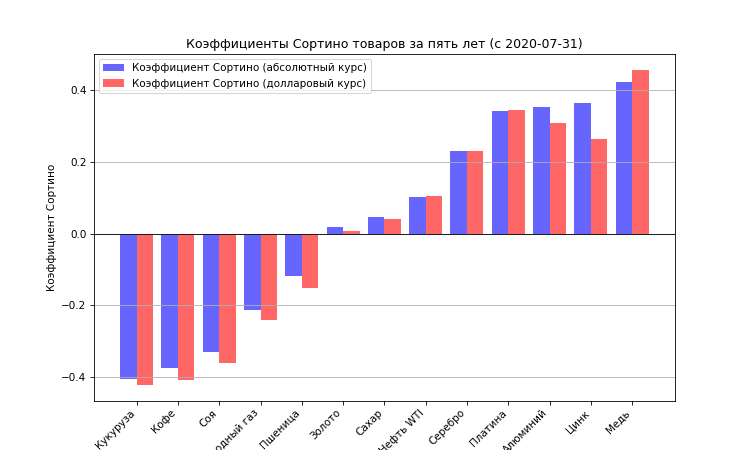 Коэффициенты Сортино товаров за пять лет (с 2020-07-31)
Коэффициент Сортино (абсолютный курс)
Коэффициент Сортино (долларовый курс)
Коэффициент Сортино
0.4
0.2
0.0
−0.2
−0.4
Кукуруза
Кофе
Соя
одный газ
Пшеница
Золото
Сахар
Нефть WTI
Серебро
Платина
Алюминий
Цинк
Медь